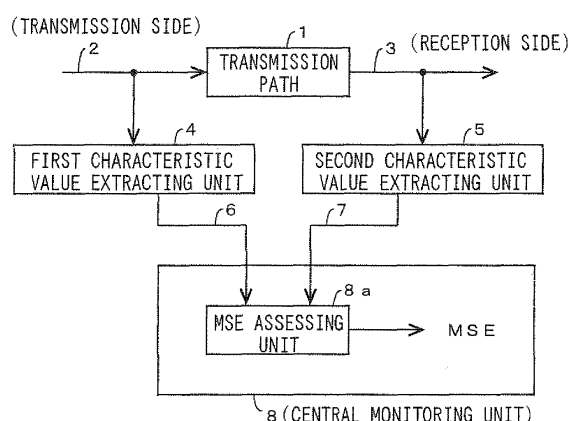 (TRANSMISSION SIDE)
2
1
TRANSMISSION
PATH
3
(RECEPTION SIDE)
4
FIRST CHARACTERISTIC
VALUE EXTRACTING UNIT
5
SECOND CHARACTERISTIC
VALUE EXTRACTING UNIT
6
7
8a
MSE ASSESSING
UNIT
MSE
8 (CENTRAL MONITORING UNIT)